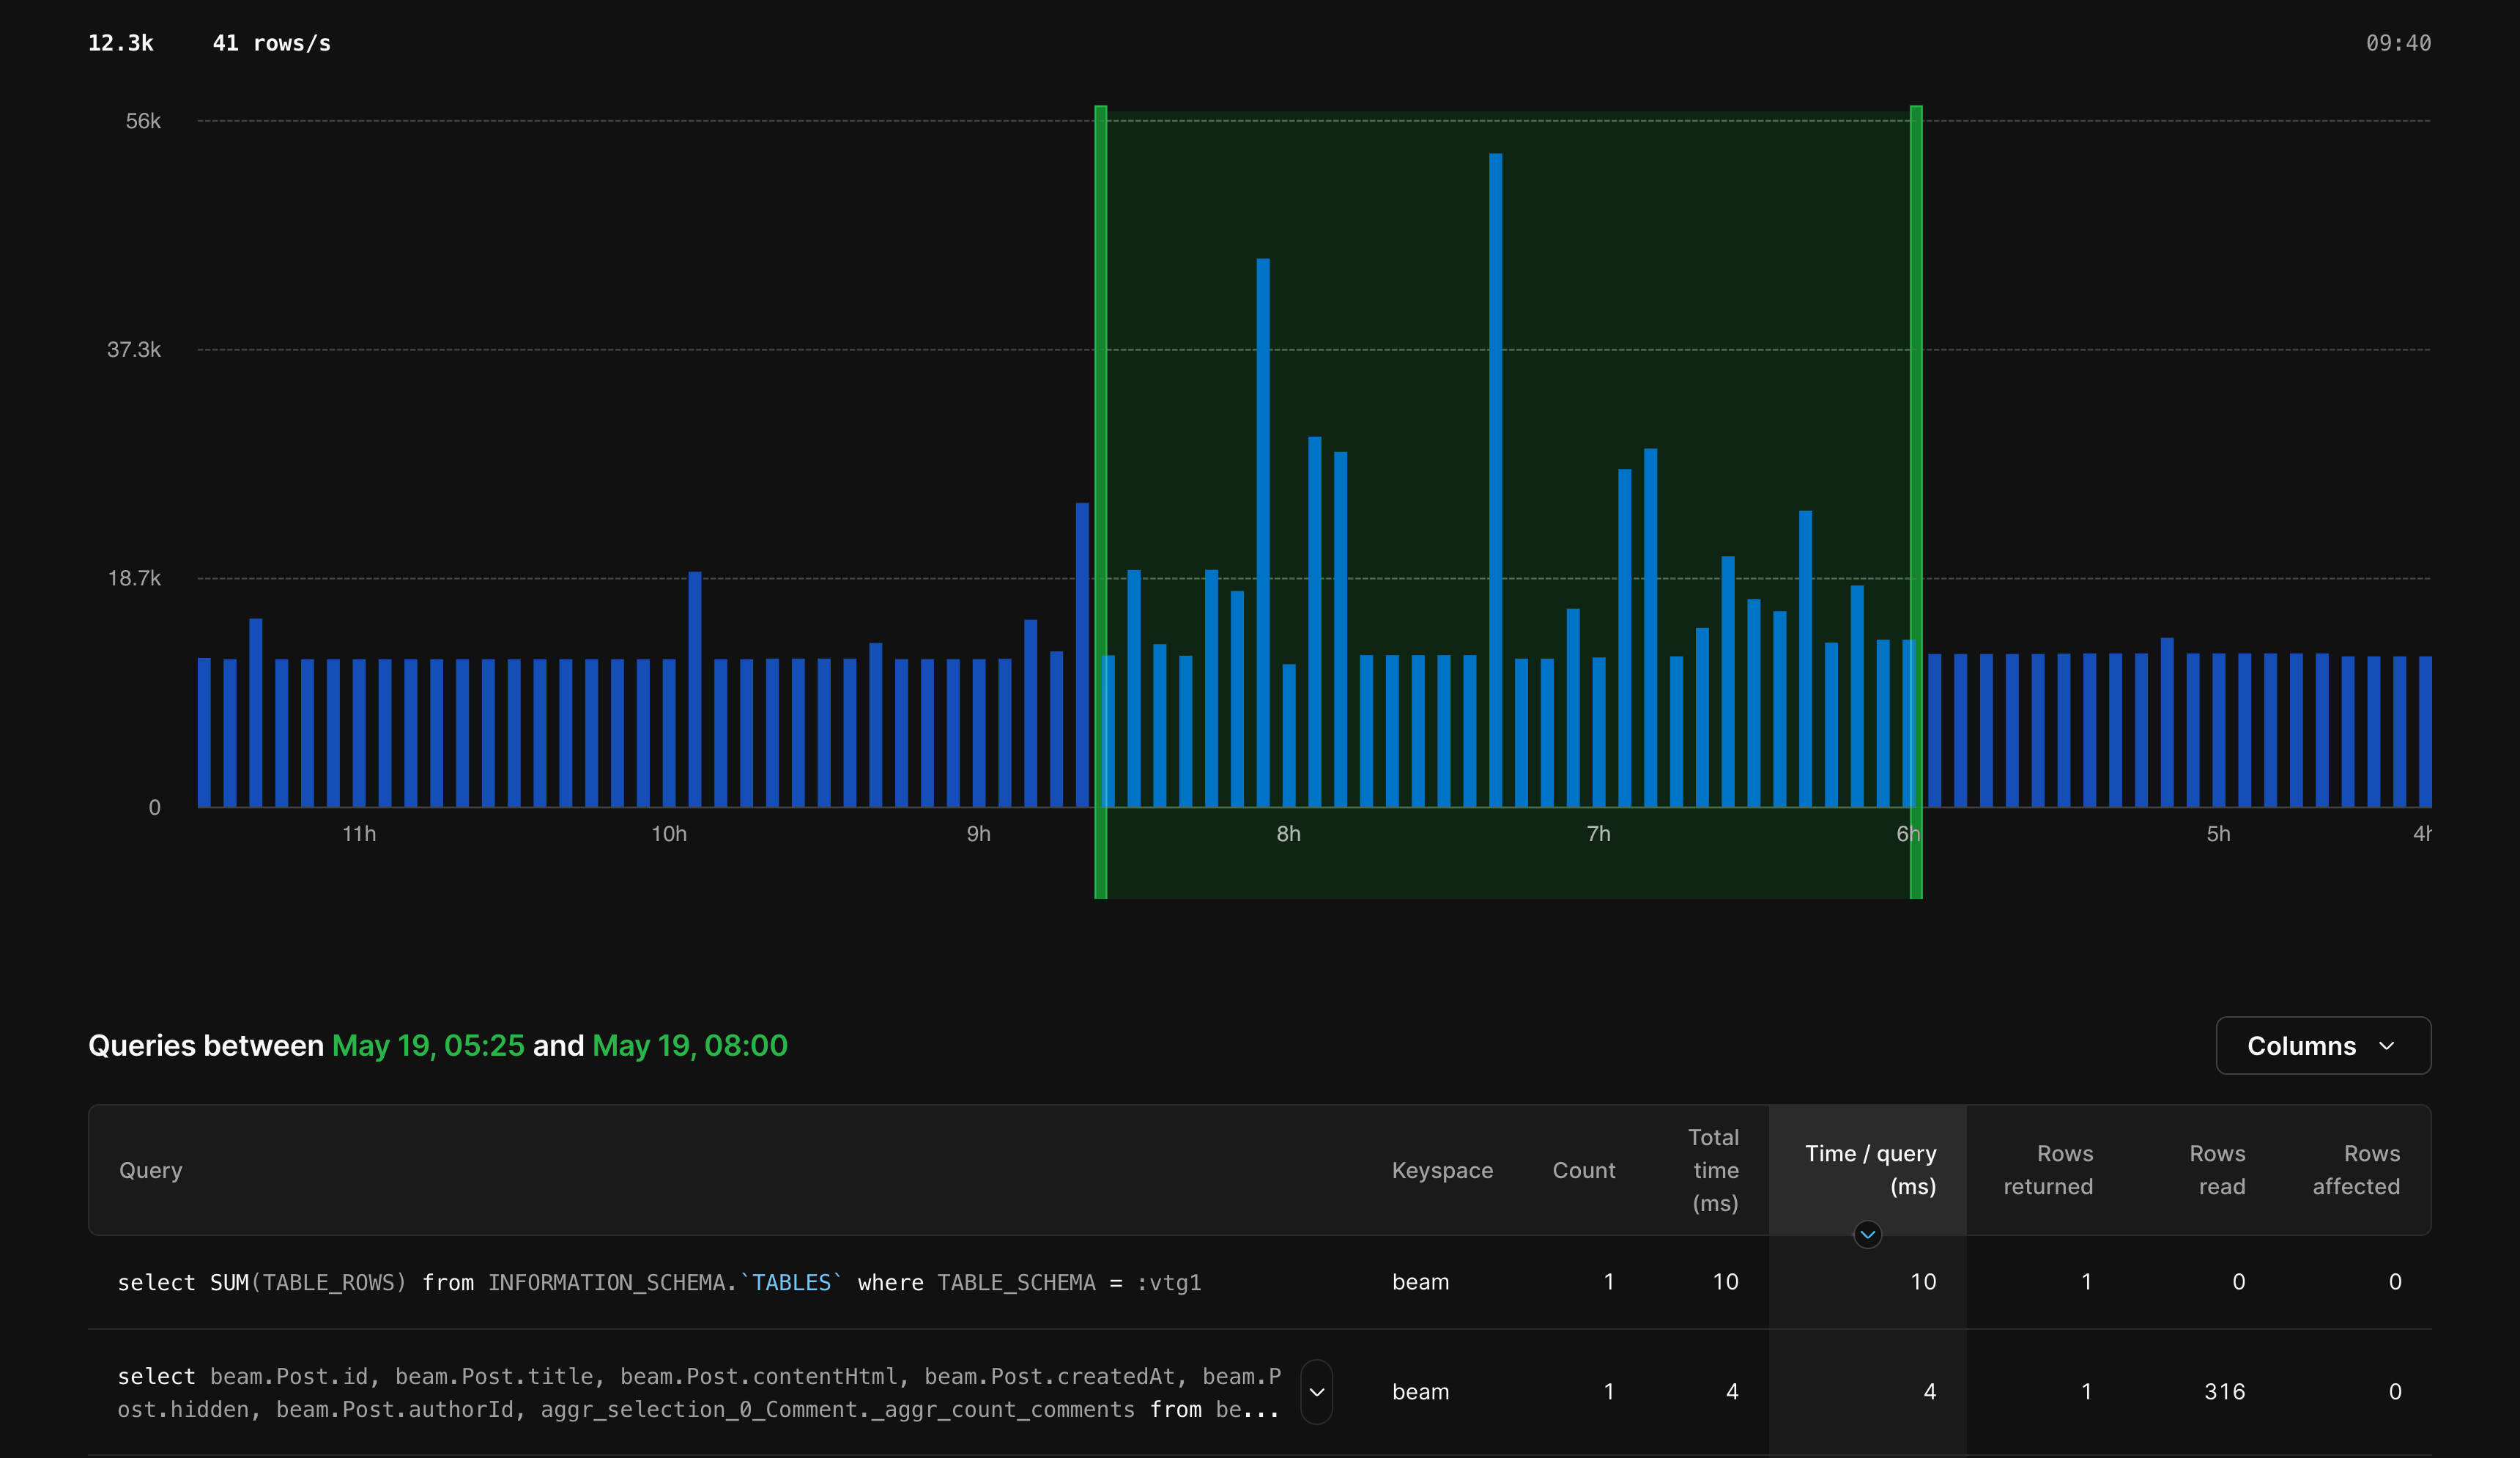 12.3k 41 rows/s 09:40
56k
37.3k
18.7k
0
11h 10h 9h 8h 7h 6h 5h 4h
Queries between May 19, 05:25 and May 19, 08:00
Columns
Query Keyspace Count Total time (ms) Time / query (ms) Rows returned Rows read Rows affected
select SUM(TABLE_ROWS) from INFORMATION_SCHEMA.`TABLES` where TABLE_SCHEMA = :vtg1 beam 1 10 10 1 0 0
select beam.Post.id, beam.Post.title, beam.Post.contentHtml, beam.Post.createdAt, beam.P
ost.hidden, beam.Post.authorId, aggr_selection_0_Comment._aggr_count_comments from be... beam 1 4 4 1 316 0